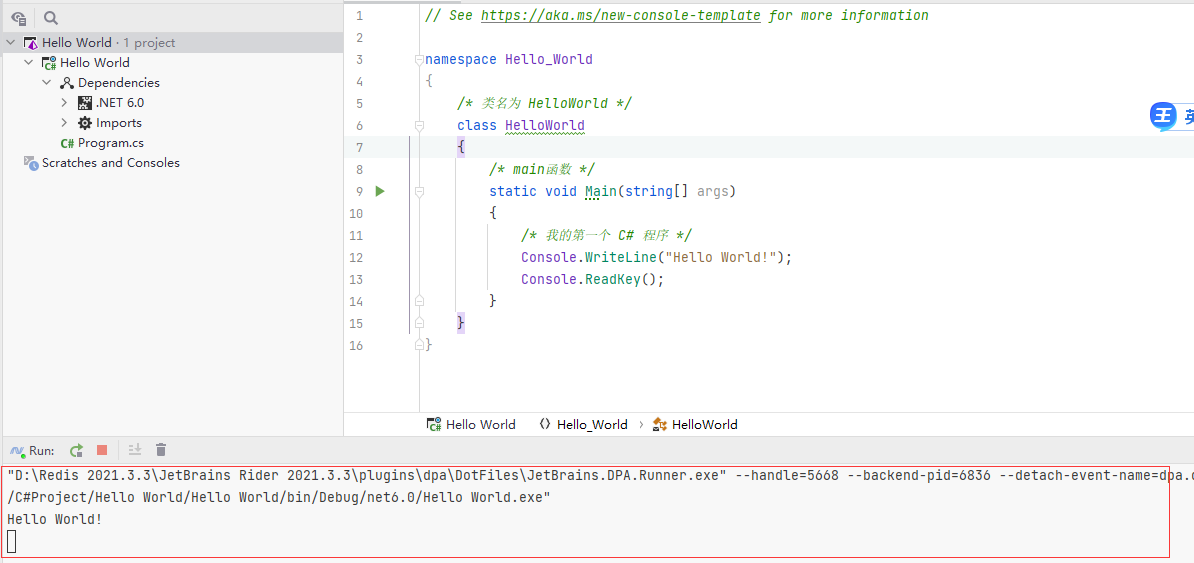 Hello World · 1 project
Hello World
Dependencies
.NET 6.0
Imports
C# Program.cs
Scratches and Consoles
1 // See https://aka.ms/new-console-template for more information
2
3 namespace Hello_World
4 {
5 /* 类名为 HelloWorld */
6 class HelloWorld
7 {
8 /* main函数 */
9 static void Main(string[] args)
10 {
11 /* 我的第一个 C# 程序 */
12 Console.WriteLine("Hello World!");
13 Console.ReadKey();
14 }
15 }
16 }
王 英
Hello World Hello_World › HelloWorld
Run:
"D:\Redis 2021.3.3\JetBrains Rider 2021.3.3\plugins\dpa\DotFiles\JetBrains.DPA.Runner.exe" --handle=5668 --backend-pid=6836 --detach-event-name=dpa.
/C#Project/Hello World/Hello World/bin/Debug/net6.0/Hello World.exe"
Hello World!